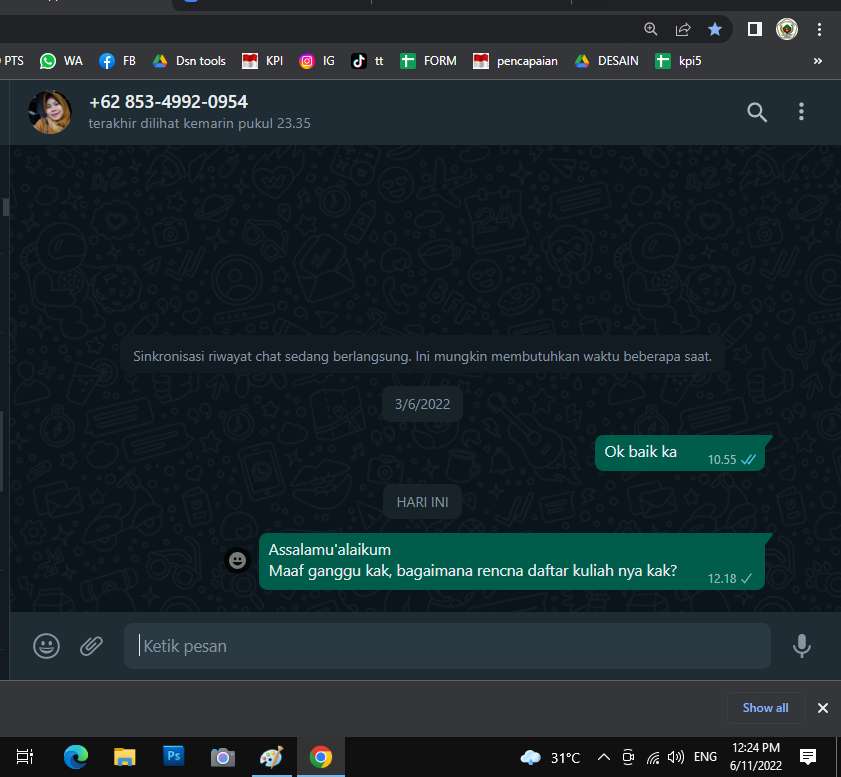 PTS WA FB Dsn tools KPI IG tt FORM pencapaian DESAIN kpi5 »
+62 853-4992-0954
terakhir dilihat kemarin pukul 23.35
Sinkronisasi riwayat chat sedang berlangsung. Ini mungkin membutuhkan waktu beberapa saat.
3/6/2022
Ok baik ka 10.55
HARI INI
Assalamu'alaikum
Maaf ganggu kak, bagaimana rencna daftar kuliah nya kak? 12.18
Ketik pesan
Show all
Ps 31°C ENG 12:24 PM
6/11/2022